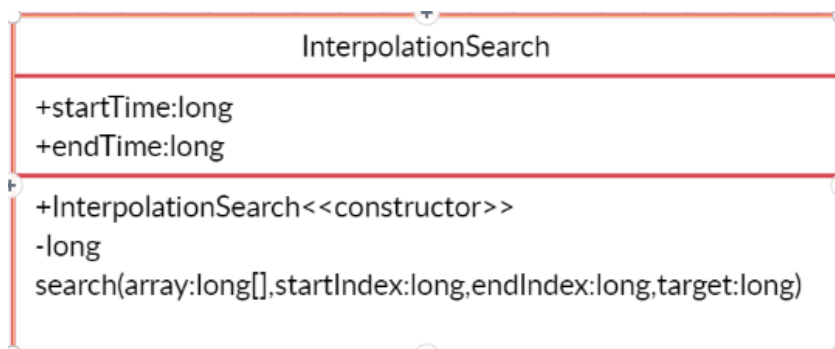 InterpolationSearch
+startTime:long
+endTime:long
+InterpolationSearch<<constructor>>
-long
search(array:long[],startIndex:long,endIndex:long,target:long)